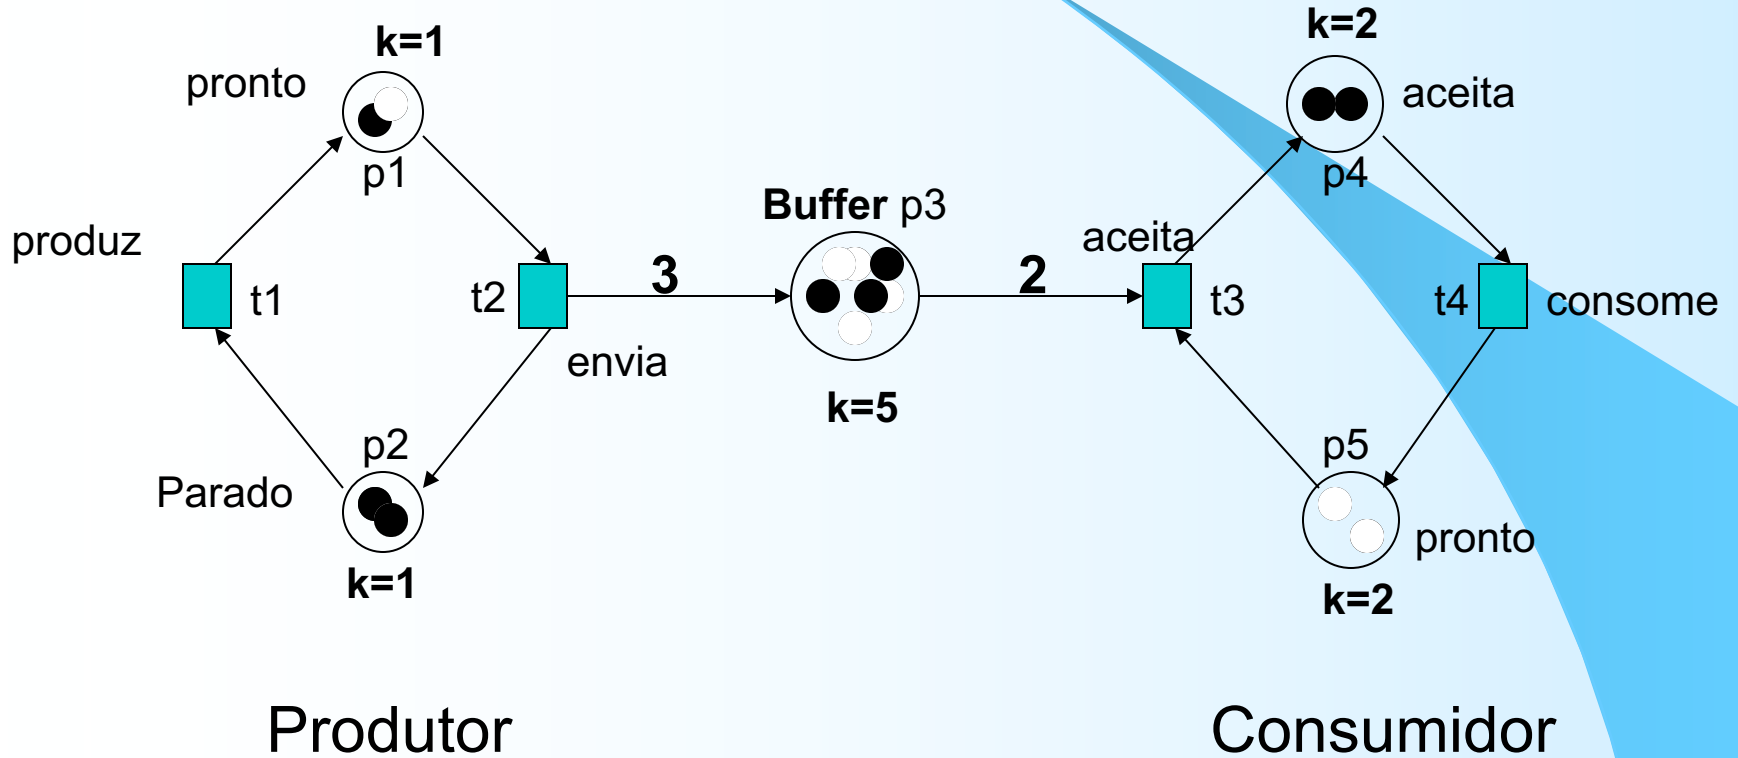 k=1
k=2
pronto
aceita
p1
p4
Buffer p3
produz
aceita
3
2
t1
t2
t3
t4
consome
envia
k=5
p2
p5
Parado
pronto
k=1
k=2
Produtor
Consumidor